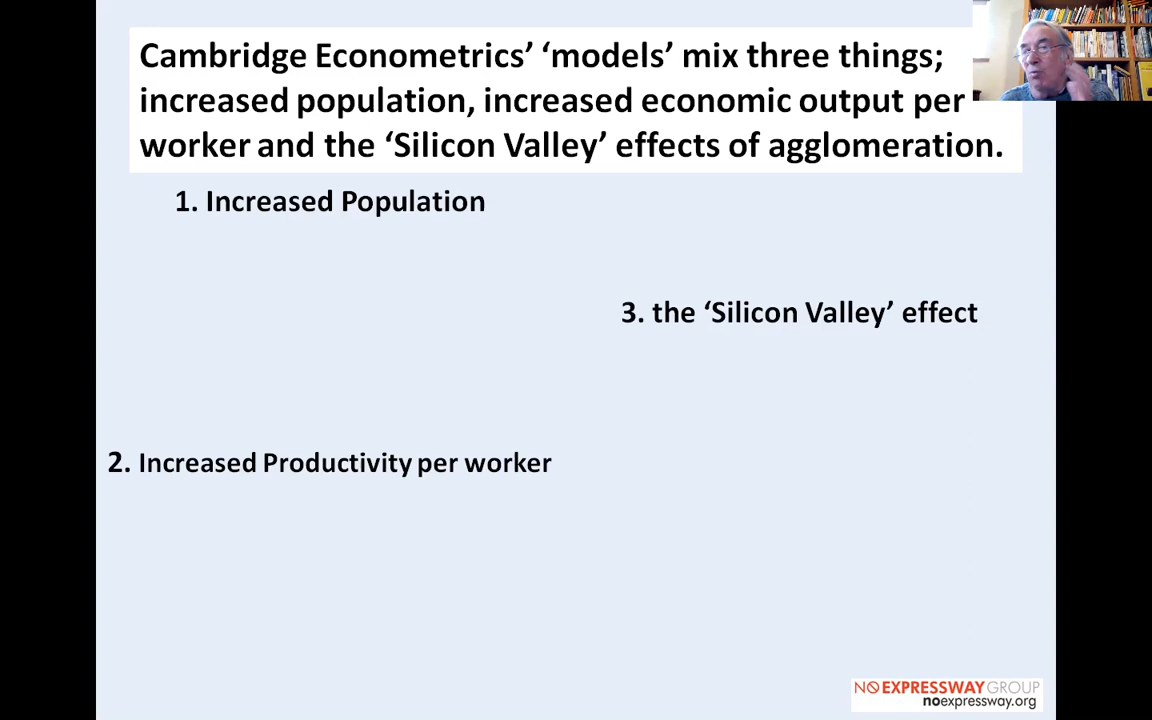 Cambridge Econometrics’ ‘models’ mix three things;
increased population, increased economic output per
worker and the ‘Silicon Valley’ effects of agglomeration.
1. Increased Population
3. the ‘Silicon Valley’ effect
2. Increased Productivity per worker
NO EXPRESSWAY GROUP
noexpressway.org